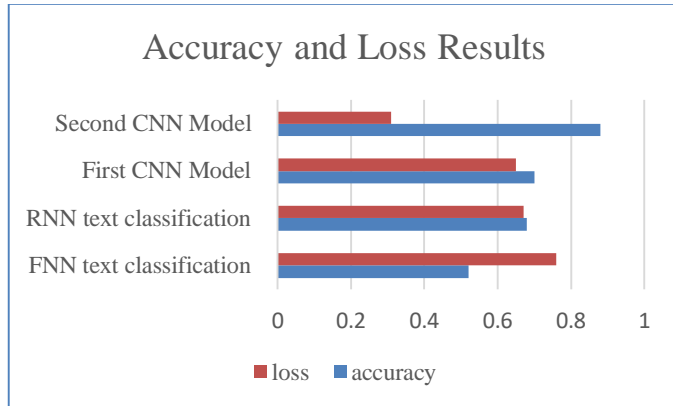 Accuracy and Loss Results
Second CNN Model
First CNN Model
RNN text classification
FNN text classification
0 0.2 0.4 0.6 0.8 1
loss accuracy